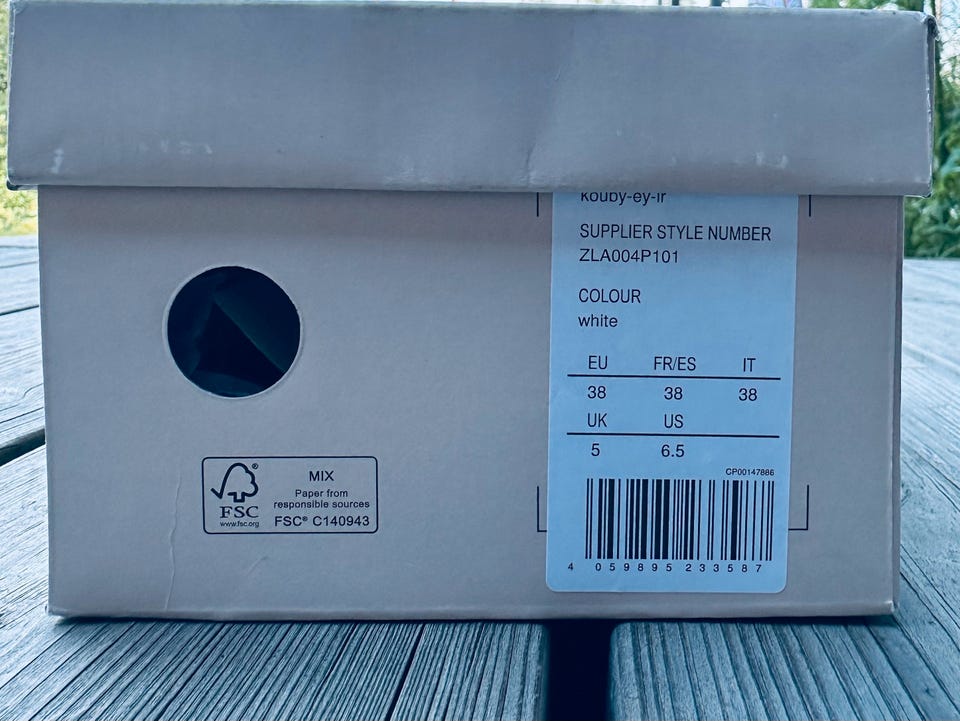 kouby-ey-lr
SUPPLIER STYLE NUMBER
ZLA004P101
COLOUR
white
EU FR/ES IT
38 38 38
UK US
5 6.5
CP00147886
4 059895 233587
FSC®
www.fsc.org
MIX
Paper from
responsible sources
FSC® C140943